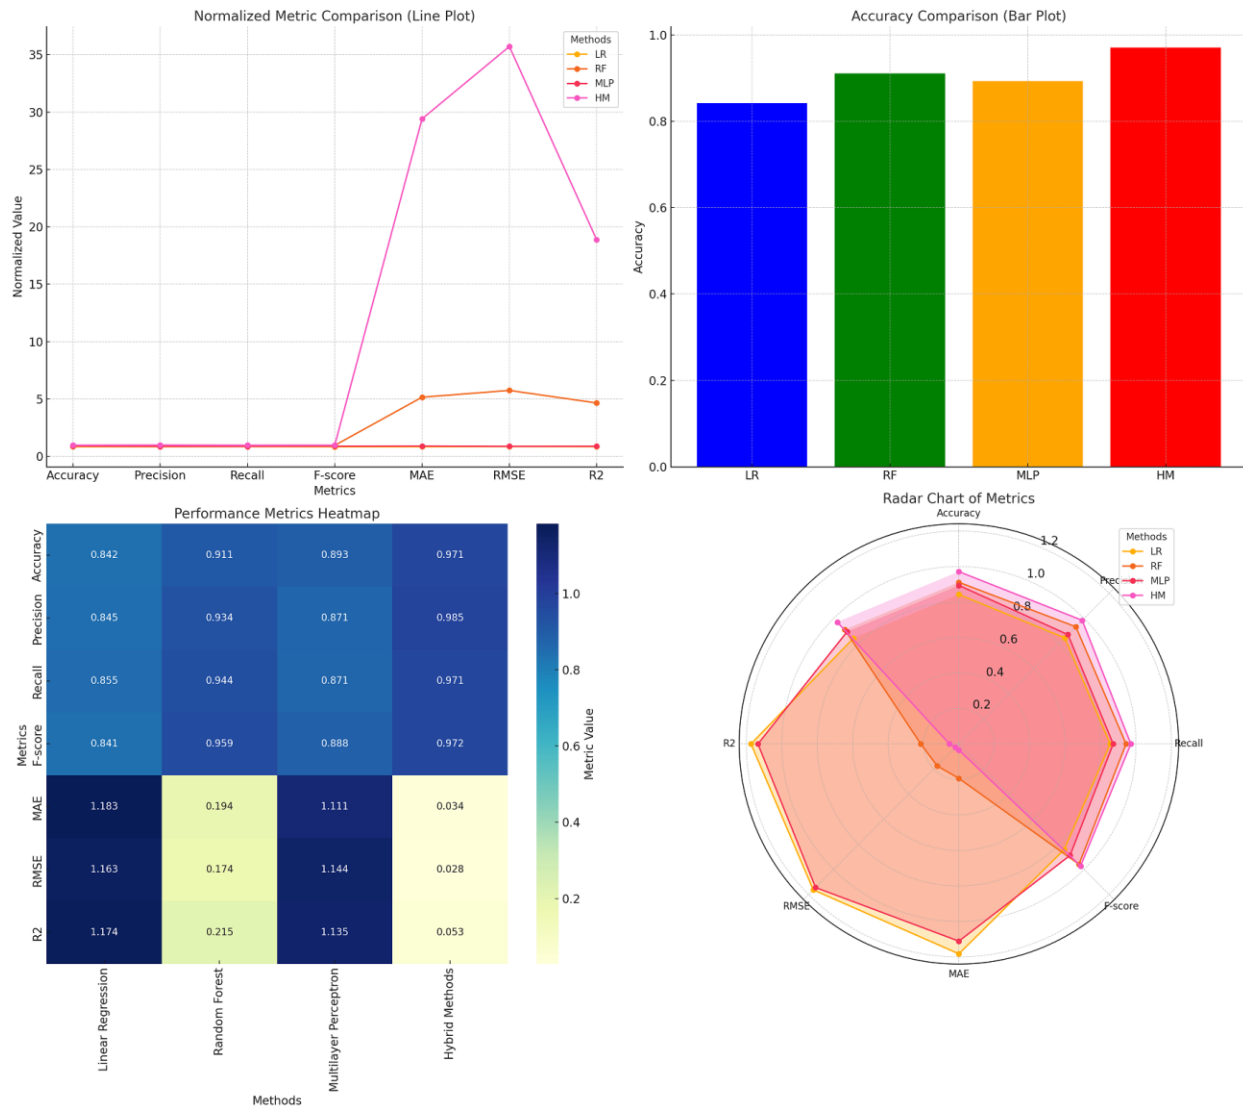 Normalized Metric Comparison (Line Plot)
Methods
LR
RF
MLP
HM
35
30
25
20
15
10
5
0
Normalized Value
Accuracy Precision Recall F-score MAE RMSE R2
Metrics
Accuracy Comparison (Bar Plot)
1.0
0.8
0.6
0.4
0.2
0.0
Accuracy
LR RF MLP HM
Performance Metrics Heatmap
Accuracy 0.842 0.911 0.893 0.971
Precision 0.845 0.934 0.871 0.985
Recall 0.855 0.944 0.871 0.971
F-score 0.841 0.959 0.888 0.972
MAE 1.183 0.194 1.111 0.034
RMSE 1.163 0.174 1.144 0.028
R2 1.174 0.215 1.135 0.053
Metrics
Linear Regression
Random Forest
Multilayer Perceptron
Hybrid Methods
Methods
1.0
0.8
0.6
0.4
0.2
Metric Value
Radar Chart of Metrics
Accuracy
Methods
LR
RF
MLP
HM
1.2
1.0
0.8
0.6
0.4
0.2
Recall
F-score
MAE
RMSE
R2